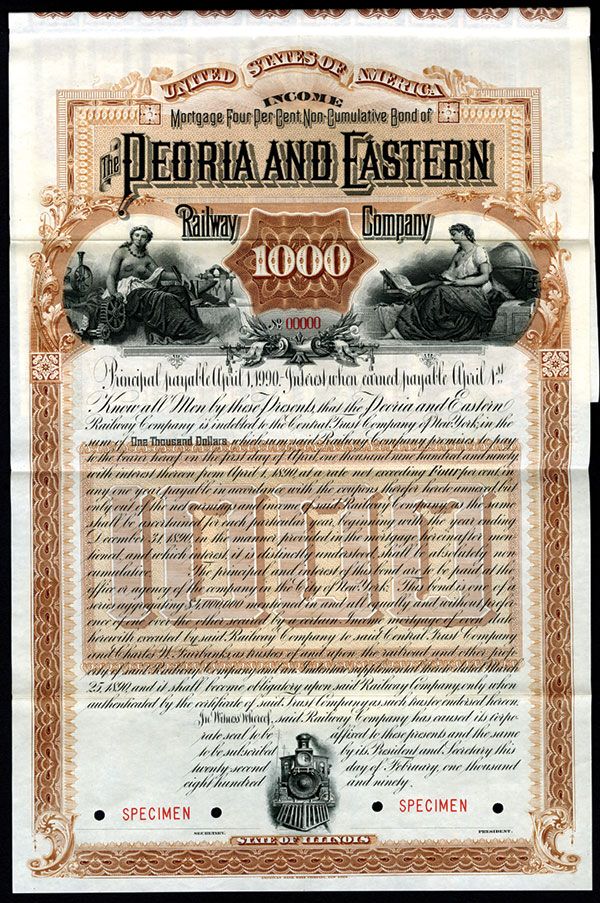 UNITED STATES OF AMERICA
INCOME
Mortgage Four Per Cent. Non-Cumulative Bond of
The PEORIA AND EASTERN
Railway Company
1000
No 00000
Principal payable April 1, 1990 - Interest when earned payable April 1st
Know all Men by these Presents, that the Peoria and Eastern
Railway Company is indebted to the Central Trust Company of New York, in the
sum of One Thousand Dollars which sum said Railway Company promises to pay
to the bearer hereof on the first day of April one thousand nine hundred and ninety
with interest thereon from April 1, 1890, at a rate not exceeding Four per cent in
any one year payable in accordance with the coupons therefor hereto annexed but
only out of the net earnings and income of said Railway Company as the same
shall be ascertained for each particular year, beginning with the year ending
December 31, 1890 in the manner provided in the mortgage hereinafter men-
tioned, and which interest it is distinctly understood shall be absolutely non
cumulative. The principal and interest of this bond are to be paid at the
office or agency of the company in the City of New York. This bond is one of a
series aggregating $4,000,000 mentioned in and all equally and without prefer-
ence one over the other secured by a certain Income Mortgage of even date
herewith executed by said Railway Company to said Central Trust Company
and Charles W. Fairbanks, as trustees of and upon the railroad and other prop-
erty of said Railway Company and an Indenture supplemental thereto dated March
25, 1890, and it shall become obligatory upon said Railway Company, only when
authenticated by the certificate of said Trust Company as such trustee endorsed hereon.
In Witness Whereof, said Railway Company has caused its corpo-
rate seal to be affixed to these presents and the same
to be subscribed by its President and Secretary this
twenty second day of February, one thousand
eight hundred and ninety.
SPECIMEN SPECIMEN
SECRETARY. PRESIDENT.
STATE OF ILLINOIS
AMERICAN BANK NOTE COMPANY, NEW YORK